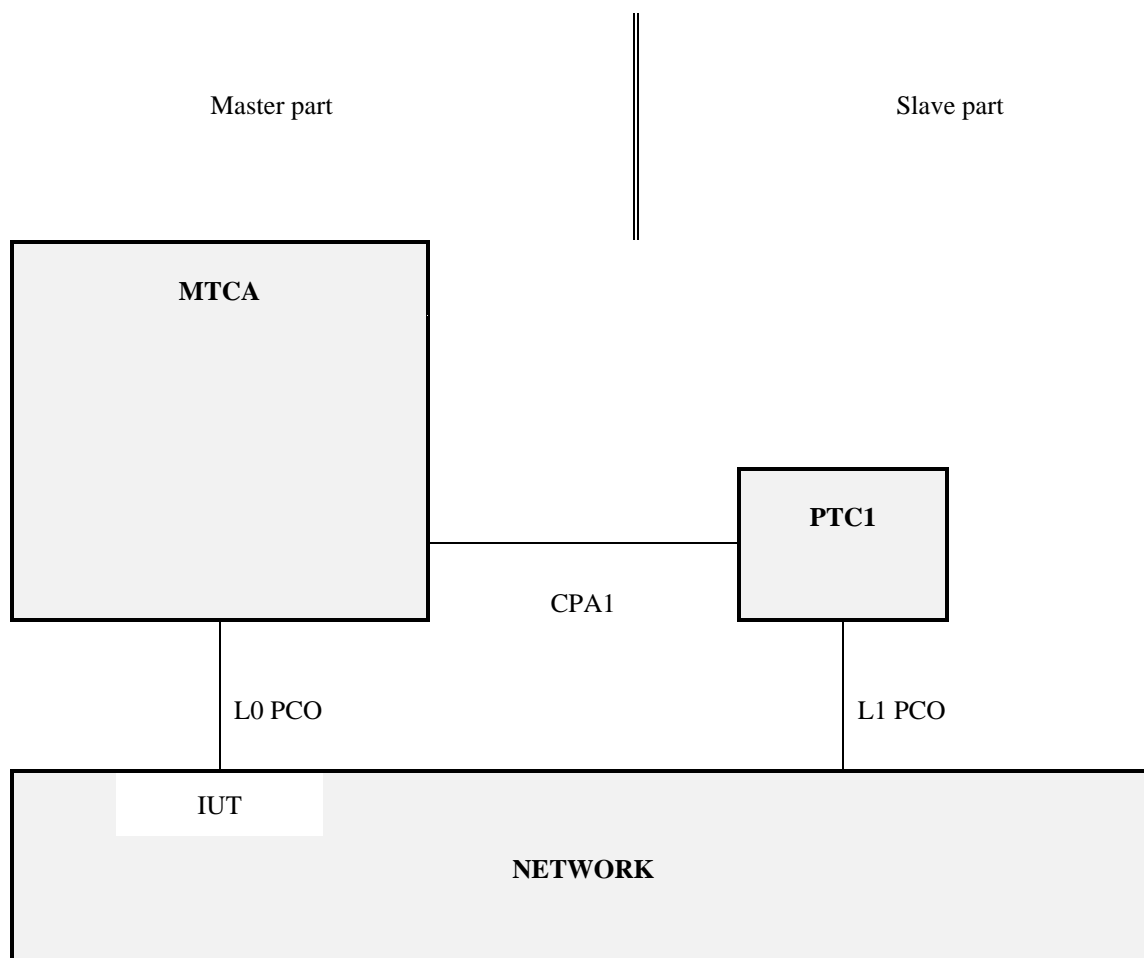 Master part
Slave part
MTCA
PTC1
CPA1
L0 PCO
L1 PCO
IUT
NETWORK